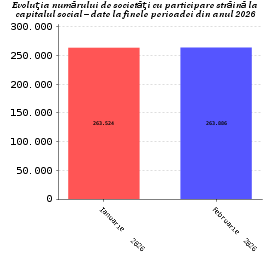 Evoluția numărului de societăți cu participare străină la
capitalul social – date la finele perioadei din anul 2026
300.000
250.000
200.000
150.000
100.000
50.000
0
263.524
263.886
Ianuarie 2026
Februarie 2026